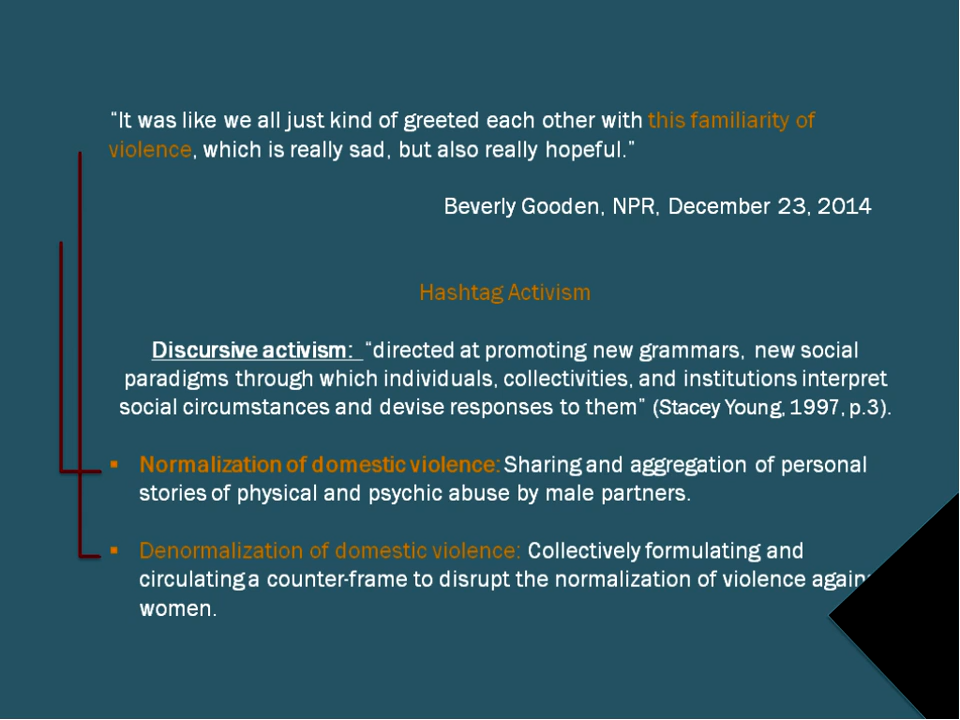 “It was like we all just kind of greeted each other with this familiarity of
violence, which is really sad, but also really hopeful.”
Beverly Gooden, NPR, December 23, 2014
Hashtag Activism
Discursive activism: “directed at promoting new grammars, new social
paradigms through which individuals, collectivities, and institutions interpret
social circumstances and devise responses to them” (Stacey Young, 1997, p.3).
▪ Normalization of domestic violence: Sharing and aggregation of personal
stories of physical and psychic abuse by male partners.
▪ Denormalization of domestic violence: Collectively formulating and
circulating a counter-frame to disrupt the normalization of violence
women.